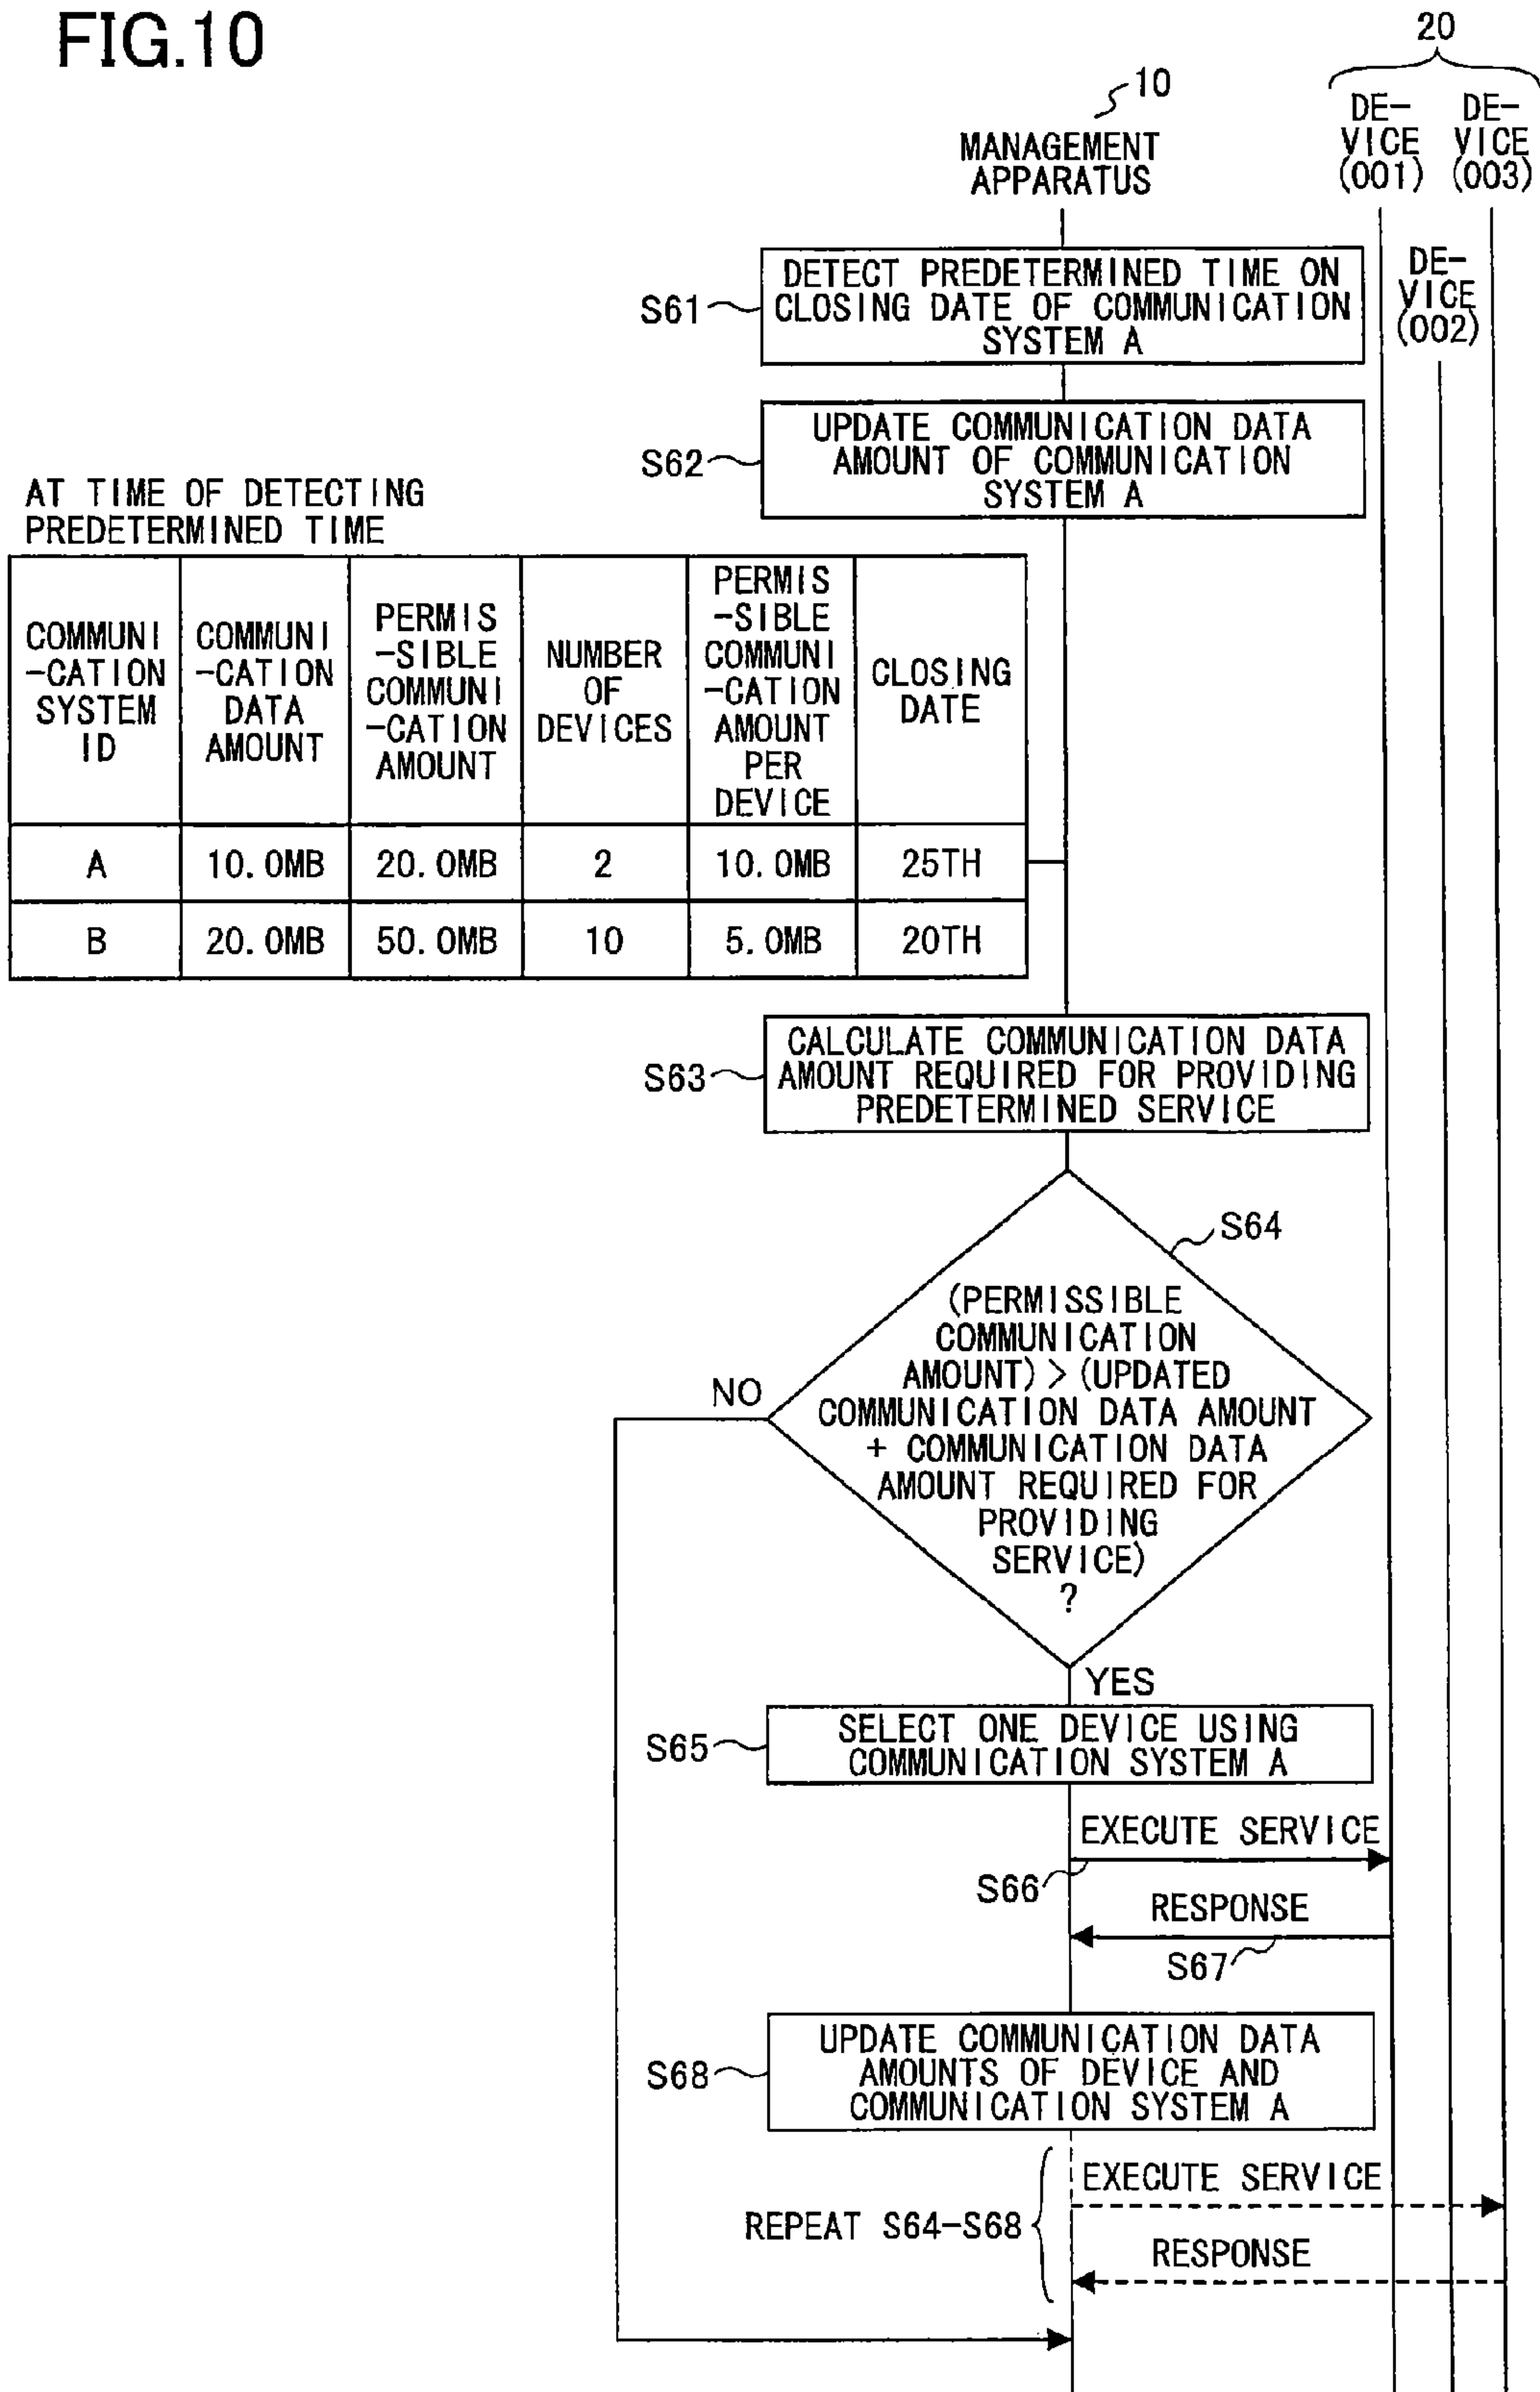 FIG.10
20
10
MANAGEMENT
APPARATUS
DE-
VICE
(001)
DE-
VICE
(003)
DE-
VICE
(002)
S61
DETECT PREDETERMINED TIME ON
CLOSING DATE OF COMMUNICATION
SYSTEM A
S62
UPDATE COMMUNICATION DATA
AMOUNT OF COMMUNICATION
SYSTEM A
AT TIME OF DETECTING
PREDETERMINED TIME
COMMUNI
-CATION
SYSTEM
ID
COMMUNI
-CATION
DATA
AMOUNT
PERMIS
-SIBLE
COMMUNI
-CATION
AMOUNT
NUMBER
OF
DEVICES
PERMIS
-SIBLE
COMMUNI
-CATION
AMOUNT
PER
DEVICE
CLOSING
DATE
A 10.0MB 20.0MB 2 10.0MB 25TH
B 20.0MB 50.0MB 10 5.0MB 20TH
S63
CALCULATE COMMUNICATION DATA
AMOUNT REQUIRED FOR PROVIDING
PREDETERMINED SERVICE
S64
(PERMISSIBLE
COMMUNICATION
AMOUNT) > (UPDATED
COMMUNICATION DATA AMOUNT
+ COMMUNICATION DATA
AMOUNT REQUIRED FOR
PROVIDING
SERVICE)
?
NO
YES
S65
SELECT ONE DEVICE USING
COMMUNICATION SYSTEM A
EXECUTE SERVICE
S66
RESPONSE
S67
S68
UPDATE COMMUNICATION DATA
AMOUNTS OF DEVICE AND
COMMUNICATION SYSTEM A
EXECUTE SERVICE
REPEAT S64-S68
RESPONSE